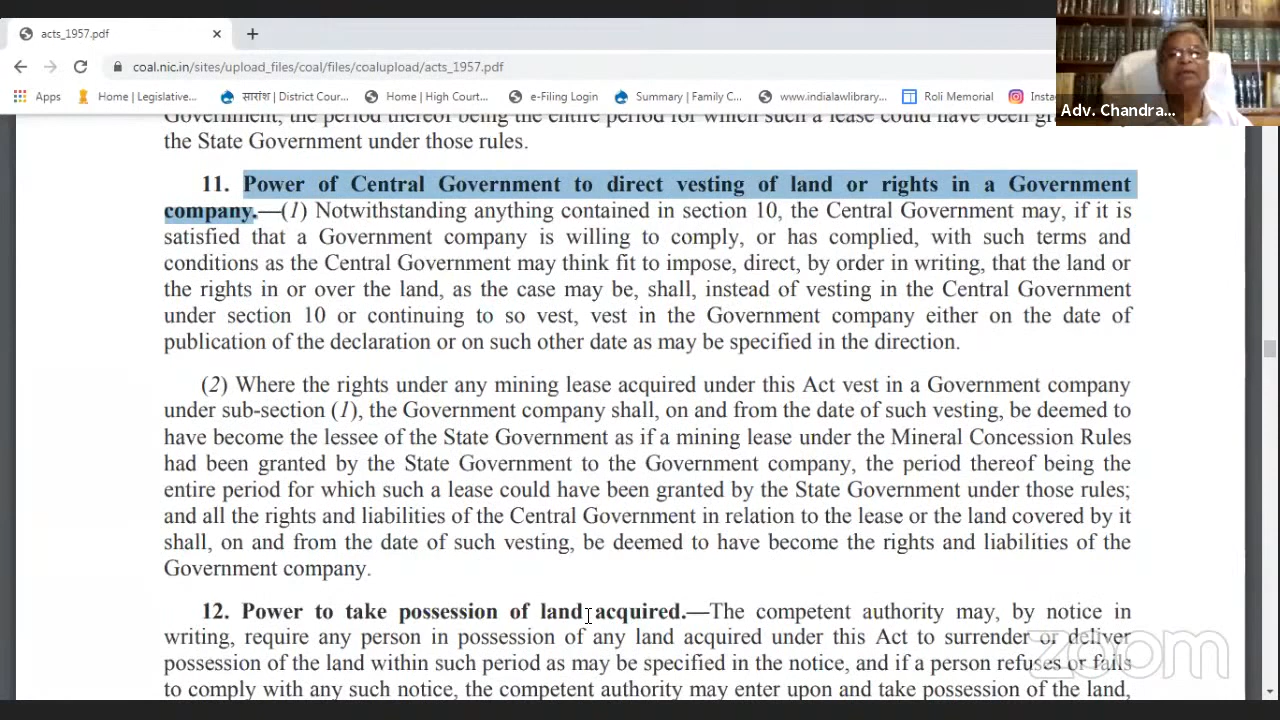 acts_1957.pdf
coal.nic.in/sites/upload_files/coal/files/coalupload/acts_1957.pdf
Apps Home | Legislative... सारांश | District Cour... Home | High Court... e-Filing Login Summary | Family C... www.indialawlibrary... Roli Memorial Insta
Adv. Chandra...
Government, the period thereof being the entire period for which such a lease could have been
the State Government under those rules.
11. Power of Central Government to direct vesting of land or rights in a Government
company.—(1) Notwithstanding anything contained in section 10, the Central Government may, if it is
satisfied that a Government company is willing to comply, or has complied, with such terms and
conditions as the Central Government may think fit to impose, direct, by order in writing, that the land or
the rights in or over the land, as the case may be, shall, instead of vesting in the Central Government
under section 10 or continuing to so vest, vest in the Government company either on the date of
publication of the declaration or on such other date as may be specified in the direction.
(2) Where the rights under any mining lease acquired under this Act vest in a Government company
under sub-section (1), the Government company shall, on and from the date of such vesting, be deemed to
have become the lessee of the State Government as if a mining lease under the Mineral Concession Rules
had been granted by the State Government to the Government company, the period thereof being the
entire period for which such a lease could have been granted by the State Government under those rules;
and all the rights and liabilities of the Central Government in relation to the lease or the land covered by it
shall, on and from the date of such vesting, be deemed to have become the rights and liabilities of the
Government company.
12. Power to take possession of land acquired.—The competent authority may, by notice in
writing, require any person in possession of any land acquired under this Act to surrender or deliver
possession of the land within such period as may be specified in the notice, and if a person refuses or fails
to comply with any such notice, the competent authority may enter upon and take possession of the land,
zoom